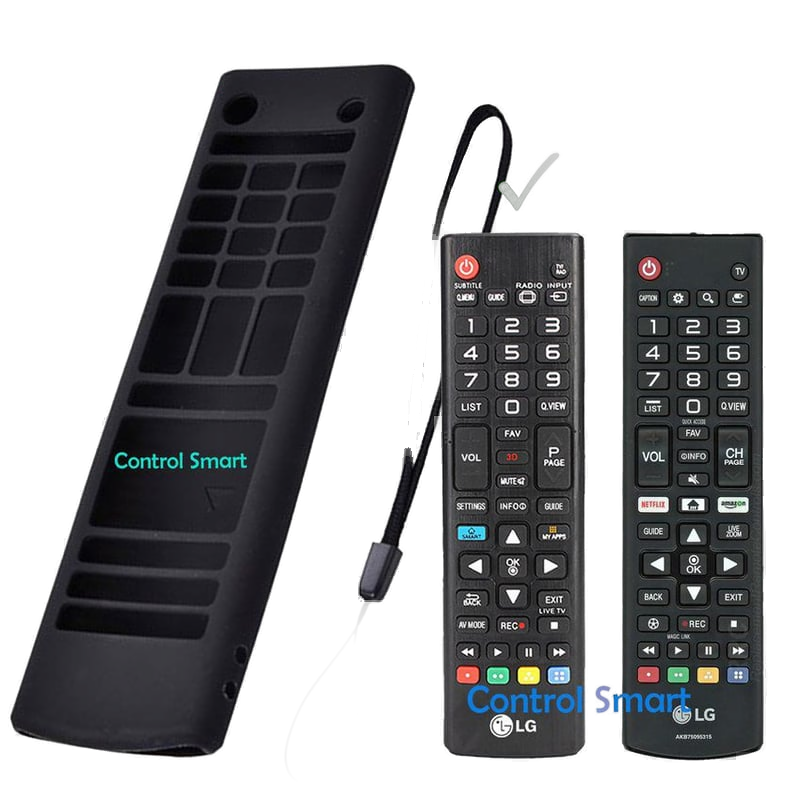 Control Smart
TV/
RAD
SUBTITLE
RADIO INPUT
Q.MENU GUIDE
1 2 3
4 5 6
7 8 9
LIST 0 Q.VIEW
FAV
VOL 3D P
PAGE
MUTE
SETTINGS INFO GUIDE
SMART MY APPS
OK
BACK EXIT
LIVE TV
AV MODE REC
Control Smart
LG
TV
CAPTION
1 2 3
4 5 6
7 8 9
LIST 0 Q.VIEW
QUICK ACCESS
FAV
VOL INFO CH
PAGE
NETFLIX amazon
GUIDE LIVE
ZOOM
OK
BACK EXIT
REC
MAGIC LINK
LG
AKB75095315